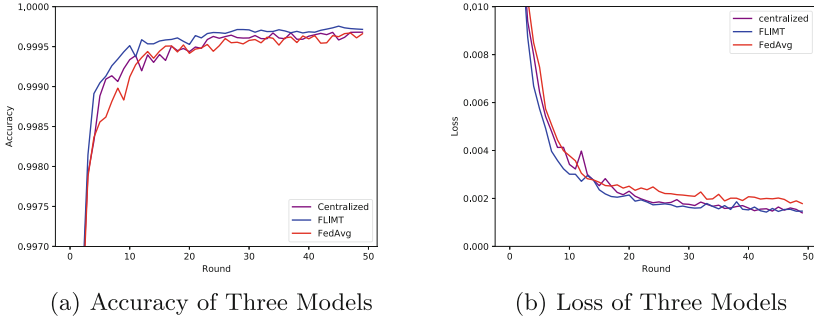 1,0000
0.9995
0.9990
0.9985
0.9980
0.9975
0.9970
Accuracy
0 10 20 30 40 50
Round
Centralized
FLIMT
FedAvg
(a) Accuracy of Three Models
0,010
0.008
0.006
0.004
0.002
0.000
Loss
0 10 20 30 40 50
Round
centralized
FLIMT
FedAvg
(b) Loss of Three Models